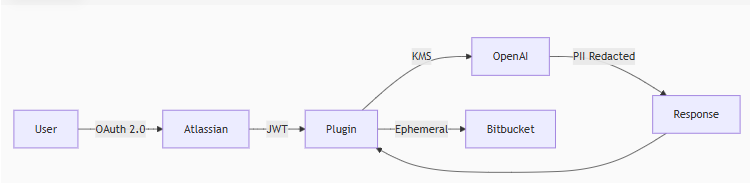 KMS
OpenAI
PII Redacted
Response
User
OAuth 2.0
Atlassian
JWT
Plugin
Ephemeral
Bitbucket